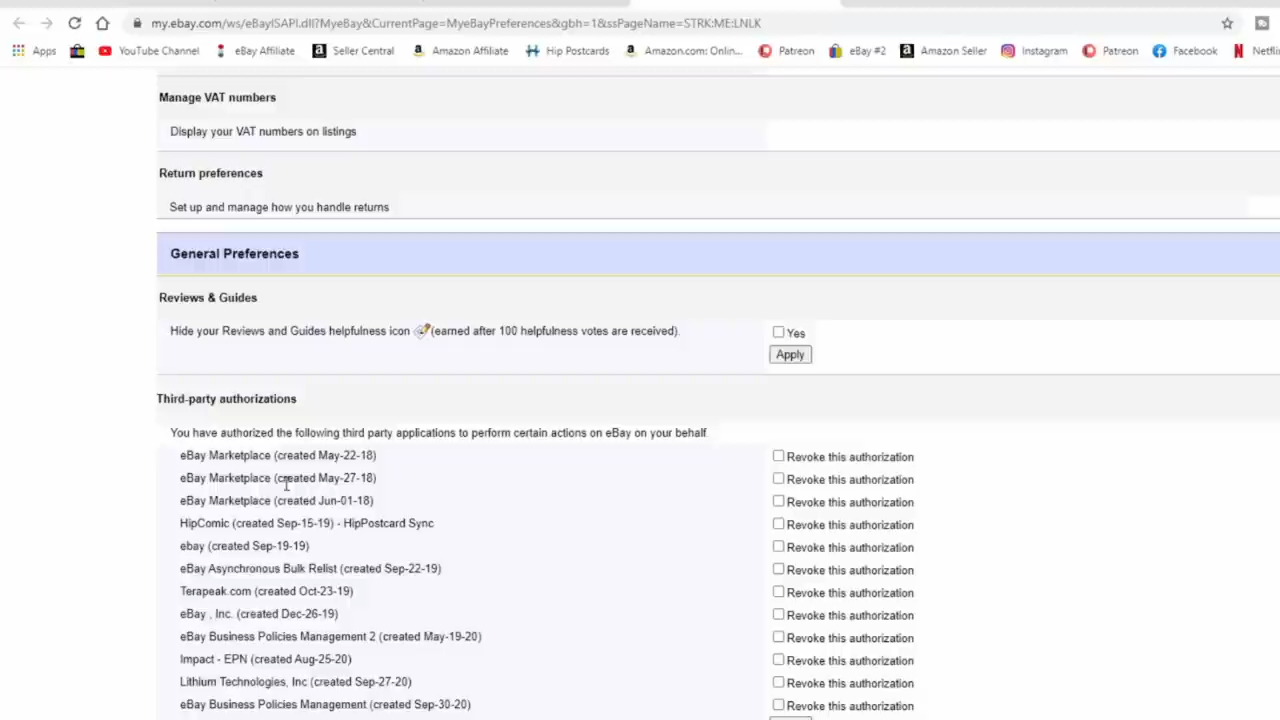 my.ebay.com/ws/eBayISAPI.dll?MyeBay&CurrentPage=MyeBayPreferences&gbh=1&ssPageName=STRK:ME:LNLK
Apps YouTube Channel eBay Affiliate Seller Central Amazon Affiliate Hip Postcards Amazon.com: Onlin... Patreon eBay #2 Amazon Seller Instagram Patreon Facebook Netfli
Manage VAT numbers
Display your VAT numbers on listings
Return preferences
Set up and manage how you handle returns
General Preferences
Reviews & Guides
Hide your Reviews and Guides helpfulness icon (earned after 100 helpfulness votes are received). Yes
Apply
Third-party authorizations
You have authorized the following third party applications to perform certain actions on eBay on your behalf
eBay Marketplace (created May-22-18) Revoke this authorization
eBay Marketplace (created May-27-18) Revoke this authorization
eBay Marketplace (created Jun-01-18) Revoke this authorization
HipComic (created Sep-15-19) - HipPostcard Sync Revoke this authorization
ebay (created Sep-19-19) Revoke this authorization
eBay Asynchronous Bulk Relist (created Sep-22-19) Revoke this authorization
Terapeak.com (created Oct-23-19) Revoke this authorization
eBay , Inc. (created Dec-26-19) Revoke this authorization
eBay Business Policies Management 2 (created May-19-20) Revoke this authorization
Impact - EPN (created Aug-25-20) Revoke this authorization
Lithium Technologies, Inc (created Sep-27-20) Revoke this authorization
eBay Business Policies Management (created Sep-30-20) Revoke this authorization